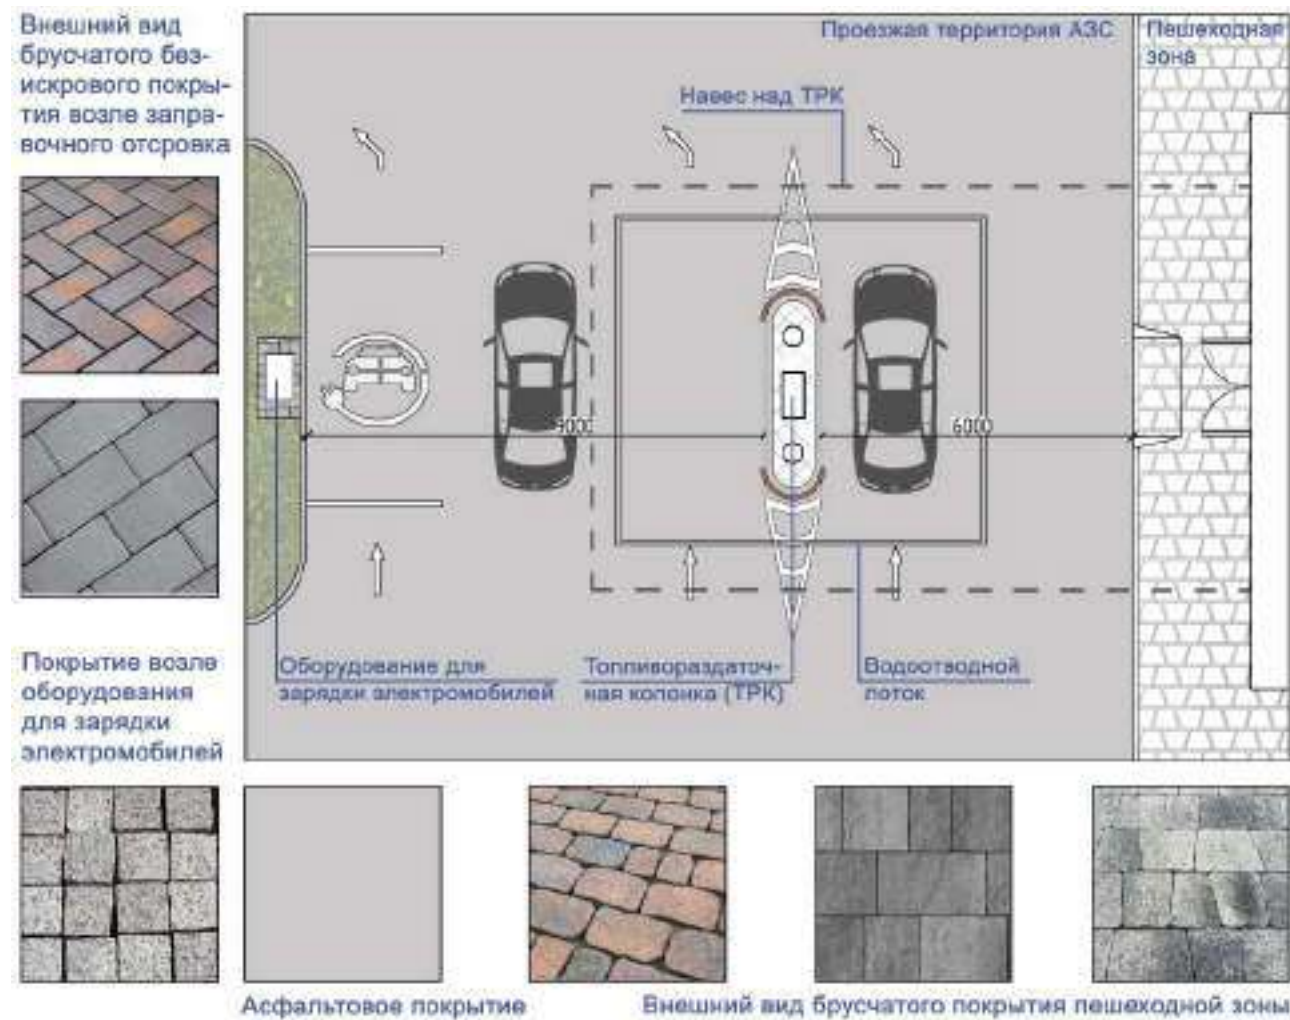 Внешний вид
брусчатого без-
искрового покры-
тия возле запра-
вочного отсровка
Проезжая территория АЗС
Пешеходная
зона
Навес над ТРК
9000
6000
Покрытие возле
оборудования
для зарядки
электромобилей
Оборудование для
зарядки электромобилей
Топливораздаточ-
ная колонка (ТРК)
Водоотводной
лоток
Асфальтовое покрытие
Внешний вид брусчатого покрытия пешеходной зоны